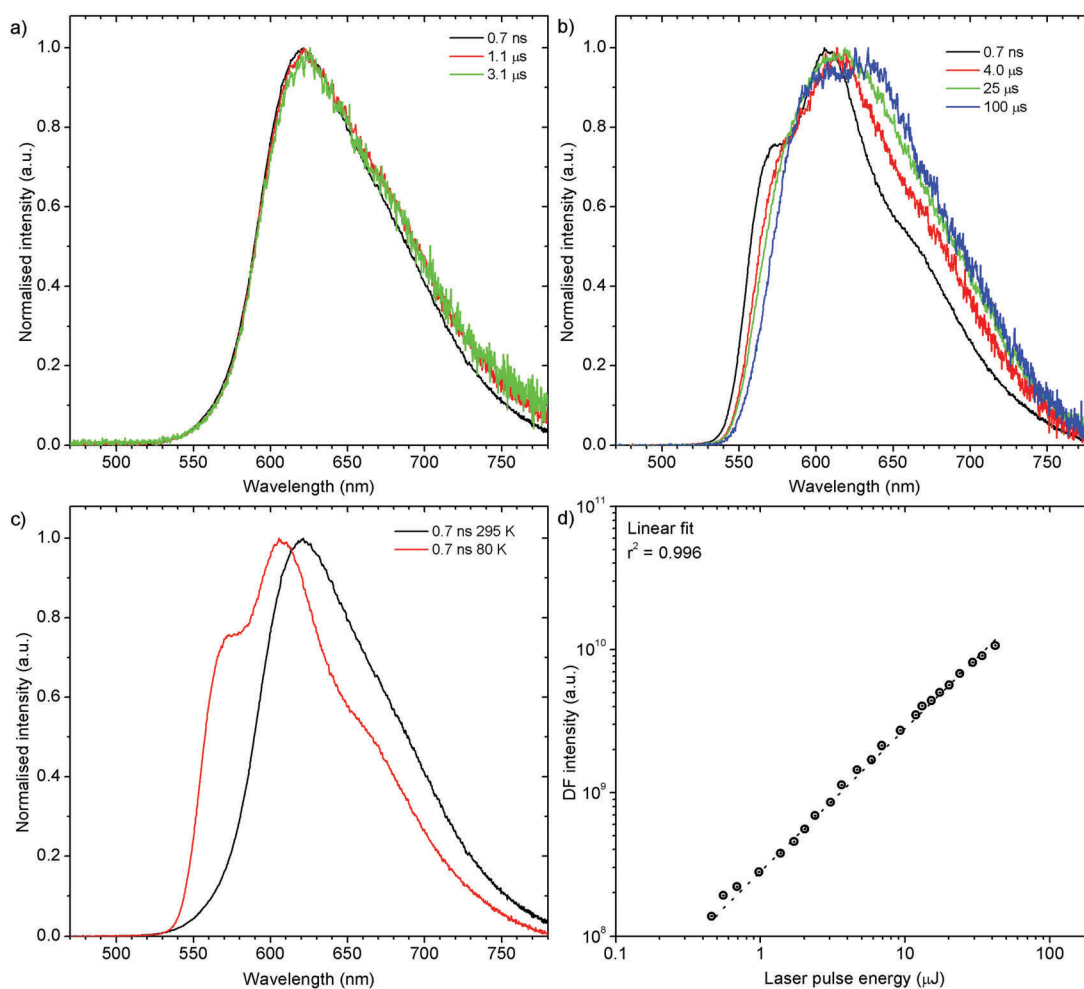 a)
0.7 ns
1.1 μs
3.1 μs
1.0
0.8
0.6
0.4
0.2
0.0
Normalised intensity (a.u.)
500 550 600 650 700 750
Wavelength (nm)
b)
0.7 ns
4.0 μs
25 μs
100 μs
1.0
0.8
0.6
0.4
0.2
0.0
Normalised intensity (a.u.)
500 550 600 650 700 750
Wavelength (nm)
c)
0.7 ns 295 K
0.7 ns 80 K
1.0
0.8
0.6
0.4
0.2
0.0
Normalised intensity (a.u.)
500 550 600 650 700 750
Wavelength (nm)
d)
Linear fit
r² = 0.996
10¹¹
10¹⁰
10⁹
10⁸
DF intensity (a.u.)
0.1 1 10 100
Laser pulse energy (μJ)